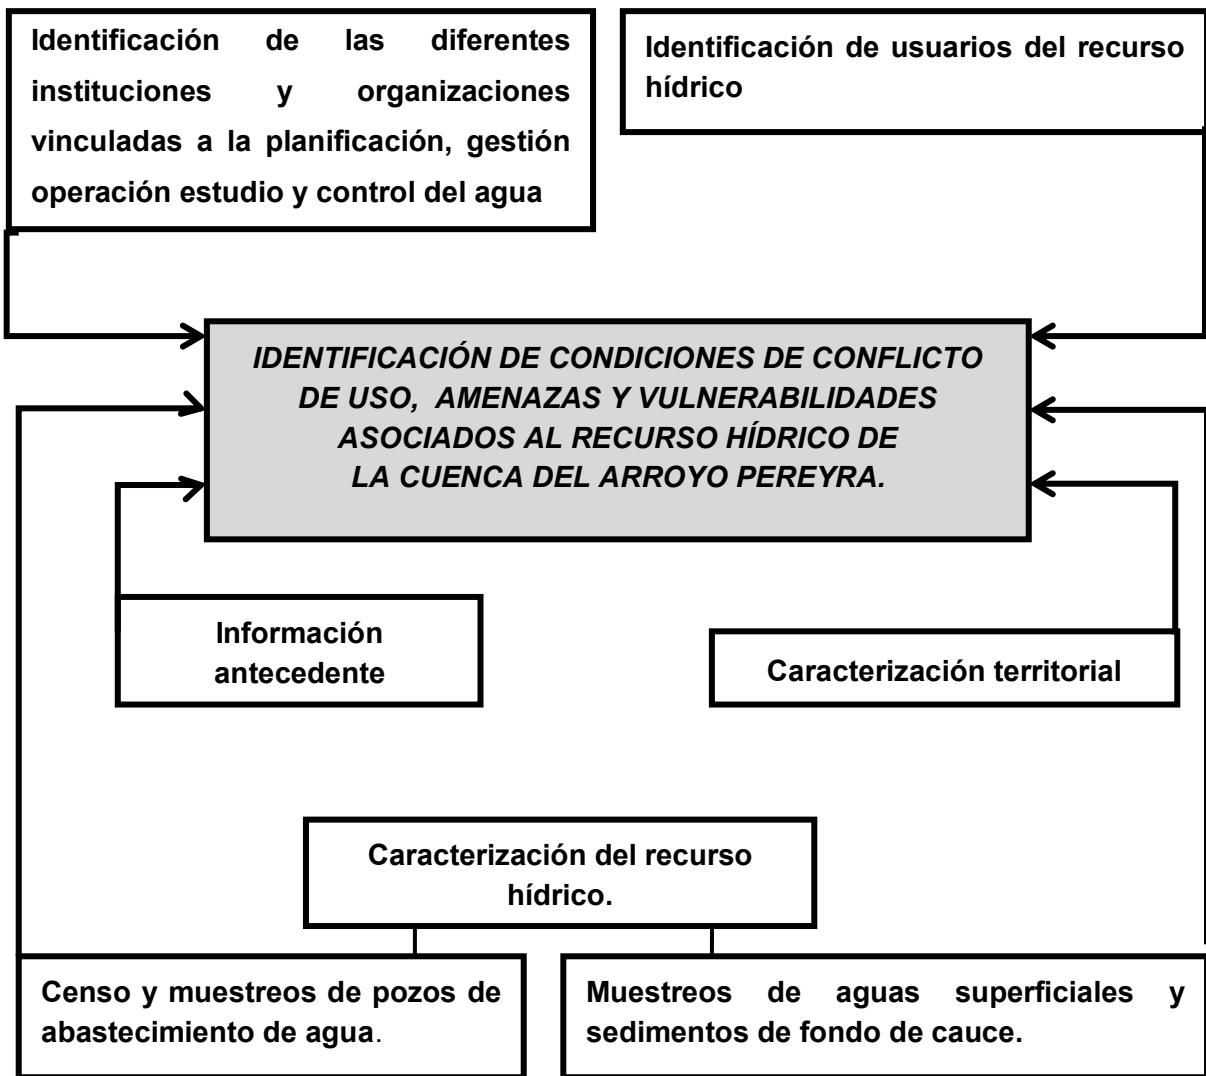 Identificación de las diferentes
instituciones y organizaciones
vinculadas a la planificación, gestión
operación estudio y control del agua
Identificación de usuarios del recurso
hídrico
IDENTIFICACIÓN DE CONDICIONES DE CONFLICTO
DE USO, AMENAZAS Y VULNERABILIDADES
ASOCIADOS AL RECURSO HÍDRICO DE
LA CUENCA DEL ARROYO PEREYRA.
Información
antecedente
Caracterización territorial
Caracterización del recurso
hídrico.
Censo y muestreos de pozos de
abastecimiento de agua.
Muestreos de aguas superficiales y
sedimentos de fondo de cauce.